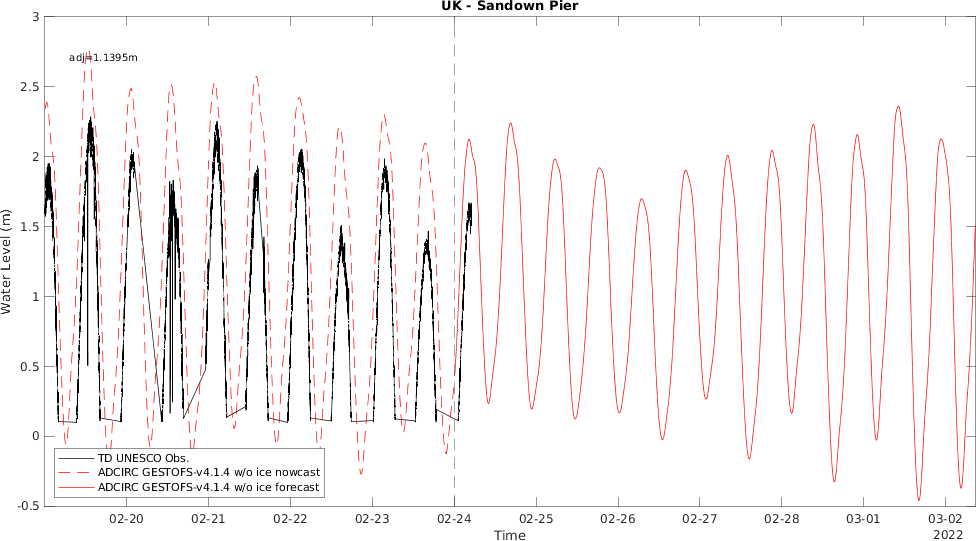 UK - Sandown Pier
adj=1.1395m
Water Level (m)
3
2.5
2
1.5
1
0.5
0
-0.5
TD UNESCO Obs.
ADCIRC GESTOFS-v4.1.4 w/o ice nowcast
ADCIRC GESTOFS-v4.1.4 w/o ice forecast
02-20 02-21 02-22 02-23 02-24 02-25 02-26 02-27 02-28 03-01 03-02
Time
2022